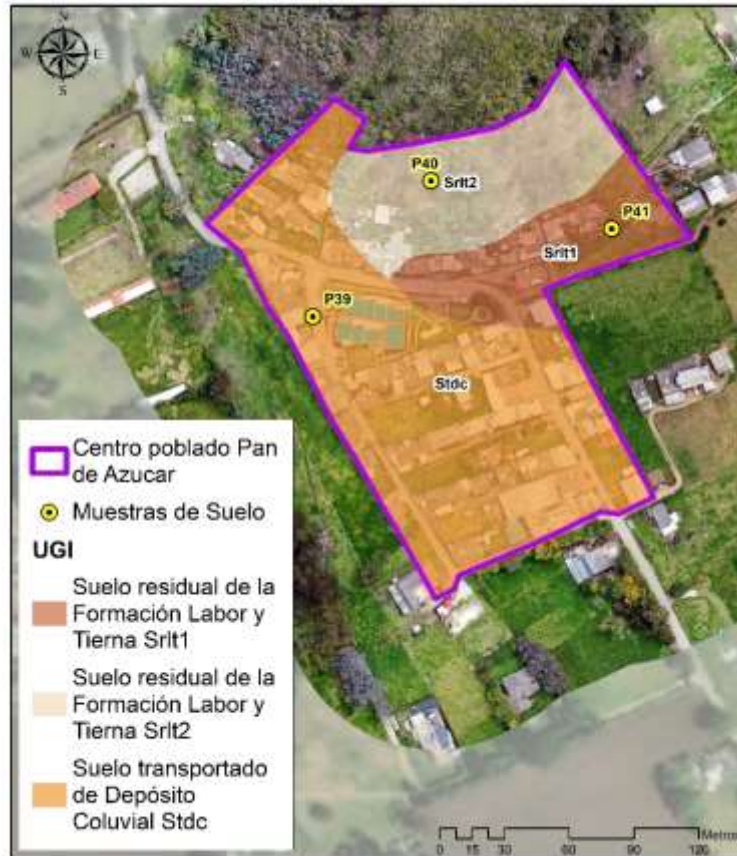 N
W E
S
P40
Srlt2
P41
Srlt1
P39
Stdc
Centro poblado Pan
de Azucar
Muestras de Suelo
UGI
Suelo residual de la
Formación Labor y
Tierna Srlt1
Suelo residual de la
Formación Labor y
Tierna Srlt2
Suelo transportado
de Depósito
Coluvial Stdc
Metros
0 15 30 60 90 120